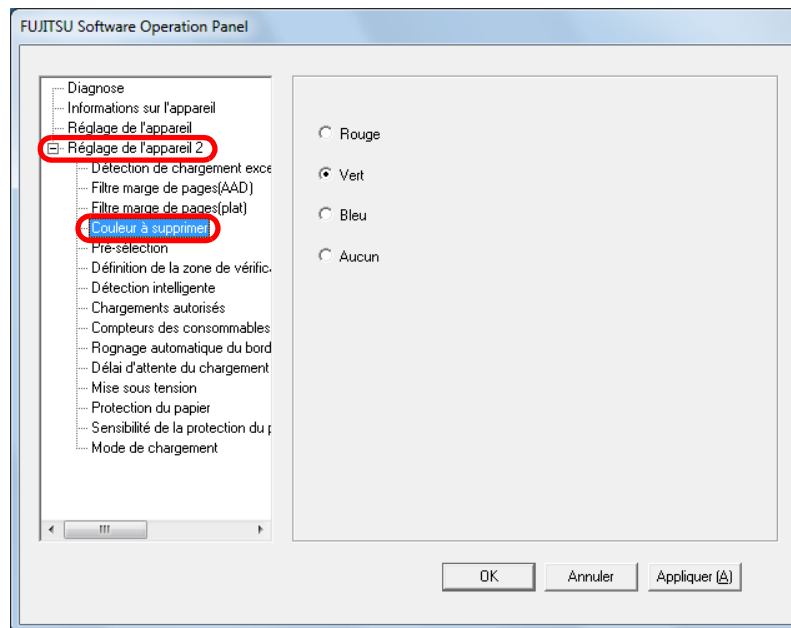 FUJITSU Software Operation Panel
Diagnose
Informations sur l'appareil
Réglage de l'appareil
Réglage de l'appareil 2
Détection de chargement exce
Filtre marge de pages(AAD)
Filtre marge de pages(plat)
Couleur à supprimer
Pré-sélection
Définition de la zone de vérific
Détection intelligente
Chargements autorisés
Compteurs des consommables
Rognage automatique du bord
Délai d'attente du chargement
Mise sous tension
Protection du papier
Sensibilité de la protection du p
Mode de chargement
Rouge
Vert
Bleu
Aucun
OK
Annuler
Appliquer (A)